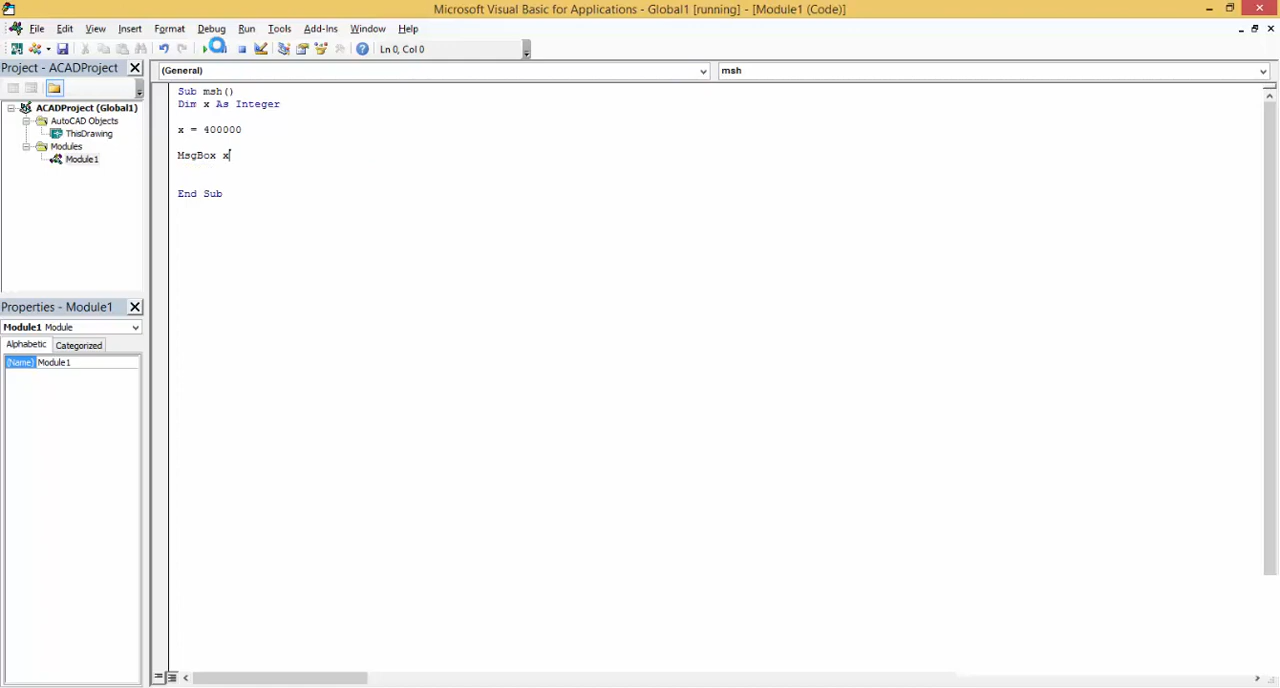 Microsoft Visual Basic for Applications - Global1 [running] - [Module1 (Code)]
File Edit View Insert Format Debug Run Tools Add-Ins Window Help
Ln 0, Col 0
Project - ACADProject
(General)
msh
ACADProject (Global1)
AutoCAD Objects
ThisDrawing
Modules
Module1
Sub msh()
Dim x As Integer
x = 400000
MsgBox x
End Sub
Properties - Module1
Module1 Module
Alphabetic Categorized
(Name) Module1